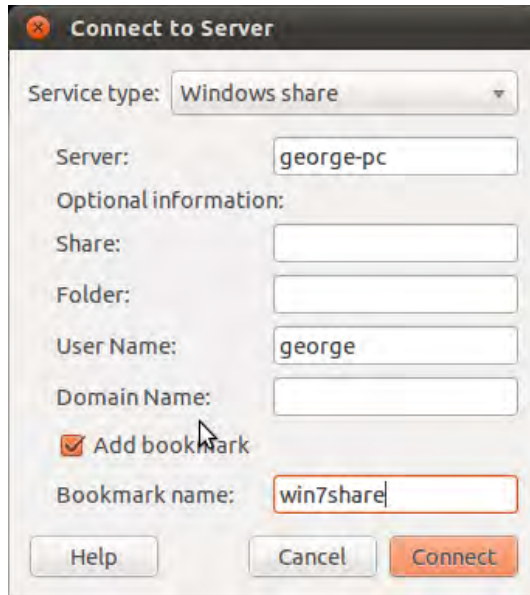 Connect to Server
Service type: Windows share
Server: george-pc
Optional information:
Share:
Folder:
User Name: george
Domain Name:
Add bookmark
Bookmark name: win7share
Help Cancel Connect